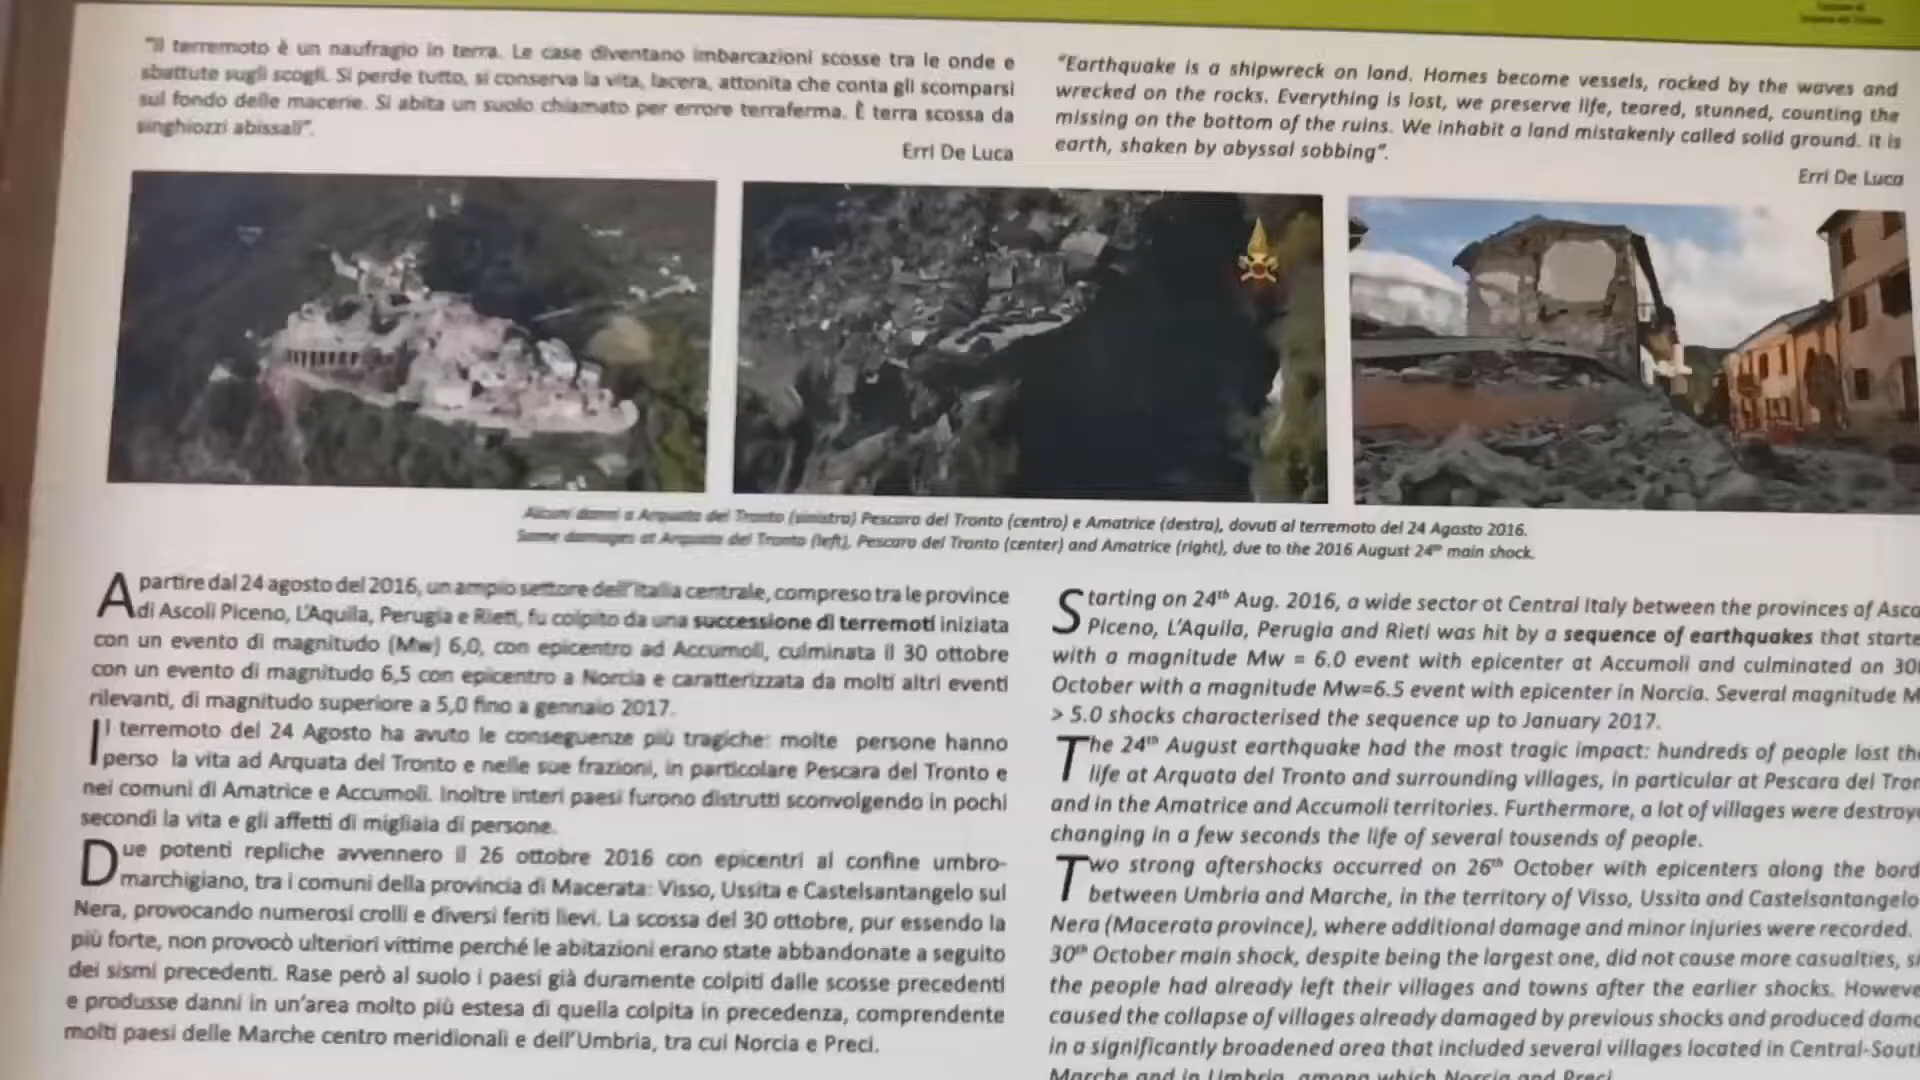 "Il terremoto è un naufragio in terra. Le case diventano imbarcazioni scosse tra le onde e
sbattute sugli scogli. Si perde tutto, si conserva la vita, lacera, attonita che conta gli scomparsi
sul fondo delle macerie. Si abita un suolo chiamato per errore terraferma. È terra scossa da
singhiozzi abissali".
Erri De Luca
"Earthquake is a shipwreck on land. Homes become vessels, rocked by the waves and
wrecked on the rocks. Everything is lost, we preserve life, teared, stunned, counting the
missing on the bottom of the ruins. We inhabit a land mistakenly called solid ground. It is
earth, shaken by abyssal sobbing".
Erri De Luca
Alcuni danni a Arquata del Tronto (sinistra) Pescara del Tronto (centro) e Amatrice (destra), dovuti al terremoto del 24 Agosto 2016.
Some damages at Arquata del Tronto (left), Pescara del Tronto (center) and Amatrice (right), due to the 2016 August 24th main shock.
A partire dal 24 agosto del 2016, un ampio settore dell'Italia centrale, compreso tra le province
di Ascoli Piceno, L'Aquila, Perugia e Rieti, fu colpito da una successione di terremoti iniziata
con un evento di magnitudo (Mw) 6,0, con epicentro ad Accumoli, culminata il 30 ottobre
con un evento di magnitudo 6,5 con epicentro a Norcia e caratterizzata da molti altri eventi
rilevanti, di magnitudo superiore a 5,0 fino a gennaio 2017.
Il terremoto del 24 Agosto ha avuto le conseguenze più tragiche: molte persone hanno
perso la vita ad Arquata del Tronto e nelle sue frazioni, in particolare Pescara del Tronto e
nei comuni di Amatrice e Accumoli. Inoltre interi paesi furono distrutti sconvolgendo in pochi
secondi la vita e gli affetti di migliaia di persone.
Due potenti repliche avvennero il 26 ottobre 2016 con epicentri al confine umbro-
marchigiano, tra i comuni della provincia di Macerata: Visso, Ussita e Castelsantangelo sul
Nera, provocando numerosi crolli e diversi feriti lievi. La scossa del 30 ottobre, pur essendo la
più forte, non provocò ulteriori vittime perché le abitazioni erano state abbandonate a seguito
dei sismi precedenti. Rase però al suolo i paesi già duramente colpiti dalle scosse precedenti
e produsse danni in un'area molto più estesa di quella colpita in precedenza, comprendente
molti paesi delle Marche centro meridionali e dell'Umbria, tra cui Norcia e Preci.
Starting on 24th Aug. 2016, a wide sector ot Central Italy between the provinces of Asco
Piceno, L'Aquila, Perugia and Rieti was hit by a sequence of earthquakes that starte
with a magnitude Mw = 6.0 event with epicenter at Accumoli and culminated on 30
October with a magnitude Mw=6.5 event with epicenter in Norcia. Several magnitude M
> 5.0 shocks characterised the sequence up to January 2017.
The 24th August earthquake had the most tragic impact: hundreds of people lost the
life at Arquata del Tronto and surrounding villages, in particular at Pescara del Tron
and in the Amatrice and Accumoli territories. Furthermore, a lot of villages were destroye
changing in a few seconds the life of several tousends of people.
Two strong aftershocks occurred on 26th October with epicenters along the bord
between Umbria and Marche, in the territory of Visso, Ussita and Castelsantangelo
Nera (Macerata province), where additional damage and minor injuries were recorded.
30th October main shock, despite being the largest one, did not cause more casualties, si
the people had already left their villages and towns after the earlier shocks. Howeve
caused the collapse of villages already damaged by previous shocks and produced dama
in a significantly broadened area that included several villages located in Central-Sout
Marche and in Umbria, among which Norcia and Preci